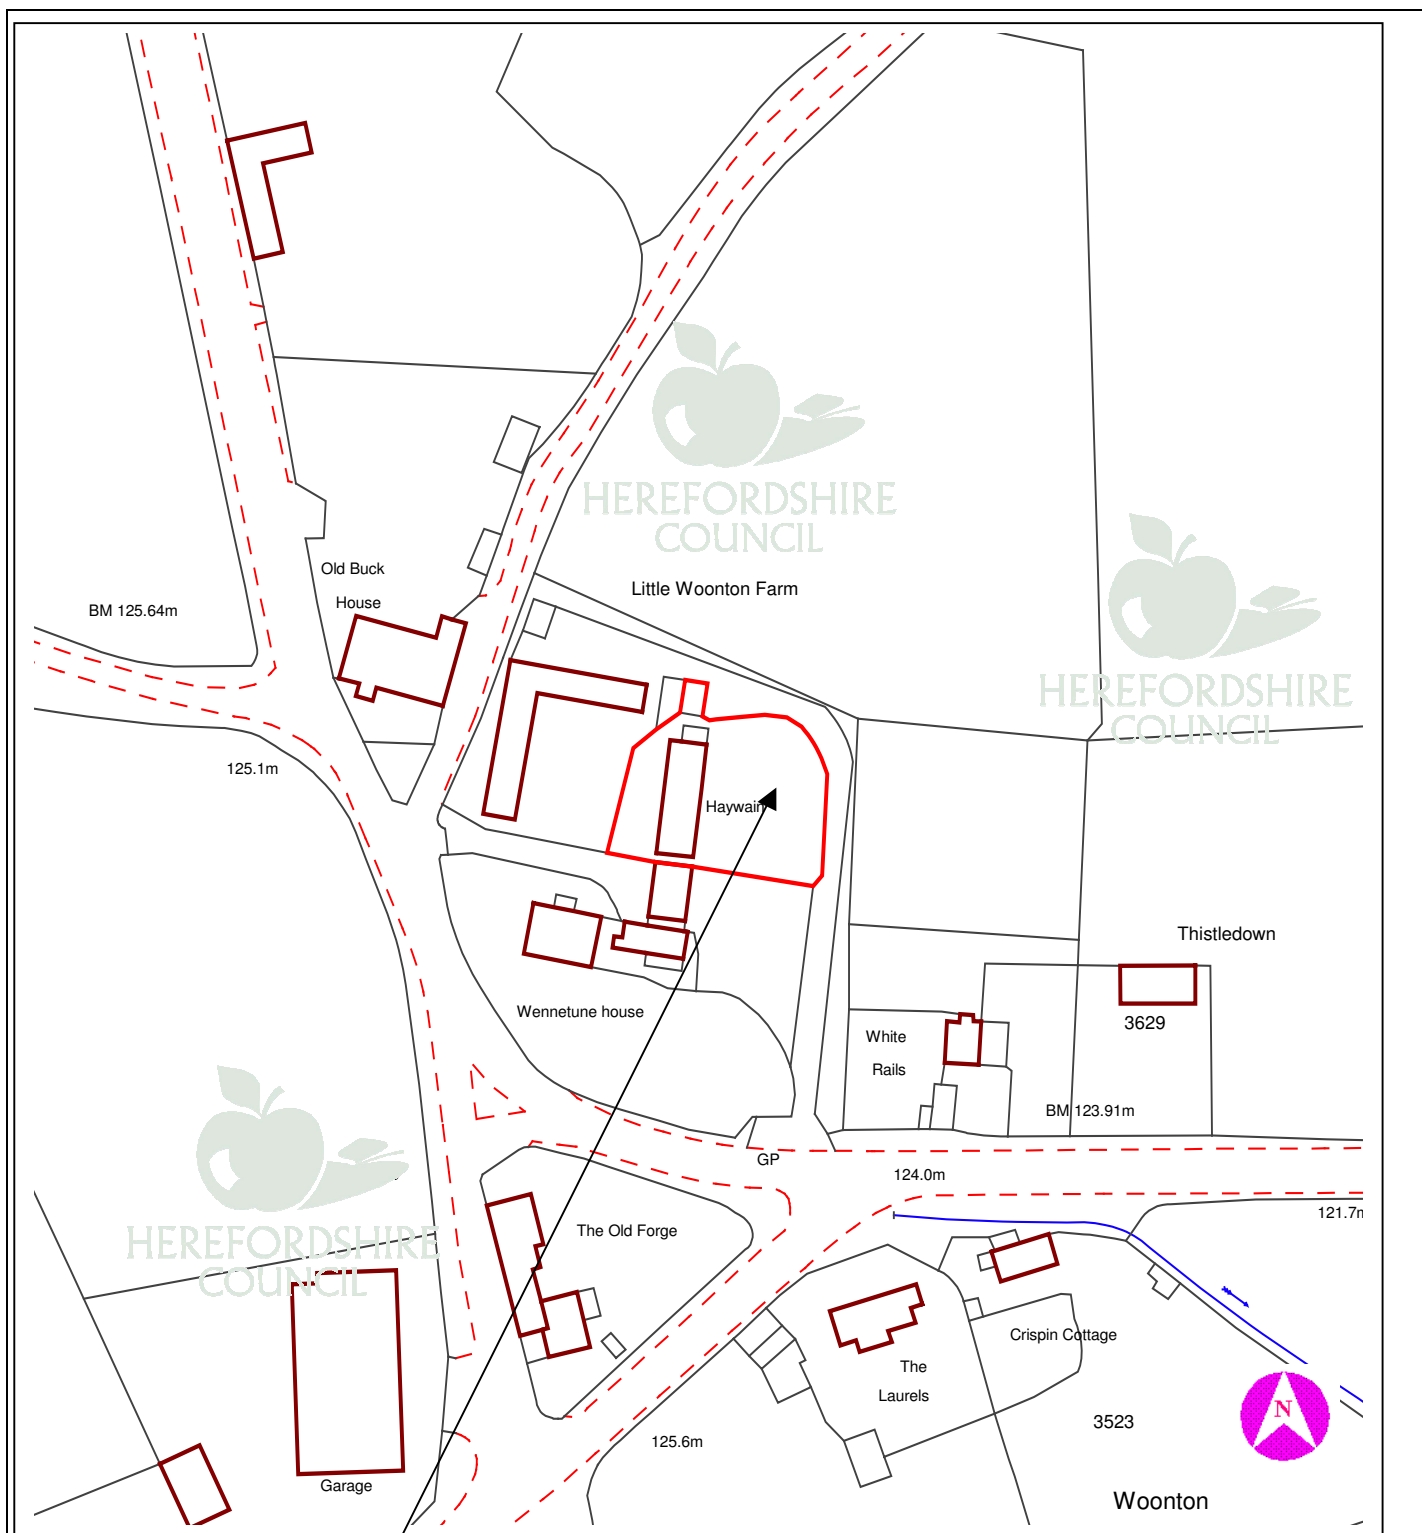 HEREFORDSHIRE
COUNCIL
Old Buck
House
Little Woonton Farm
BM 125.64m
HEREFORDSHIRE
COUNCIL
125.1m
Haywain
Thistledown
Wennetune house
3629
White
Rails
BM 123.91m
GP
124.0m
121.7m
The Old Forge
HEREFORDSHIRE
COUNCIL
Crispin Cottage
The
Laurels
3523
N
125.6m
Garage
Woonton